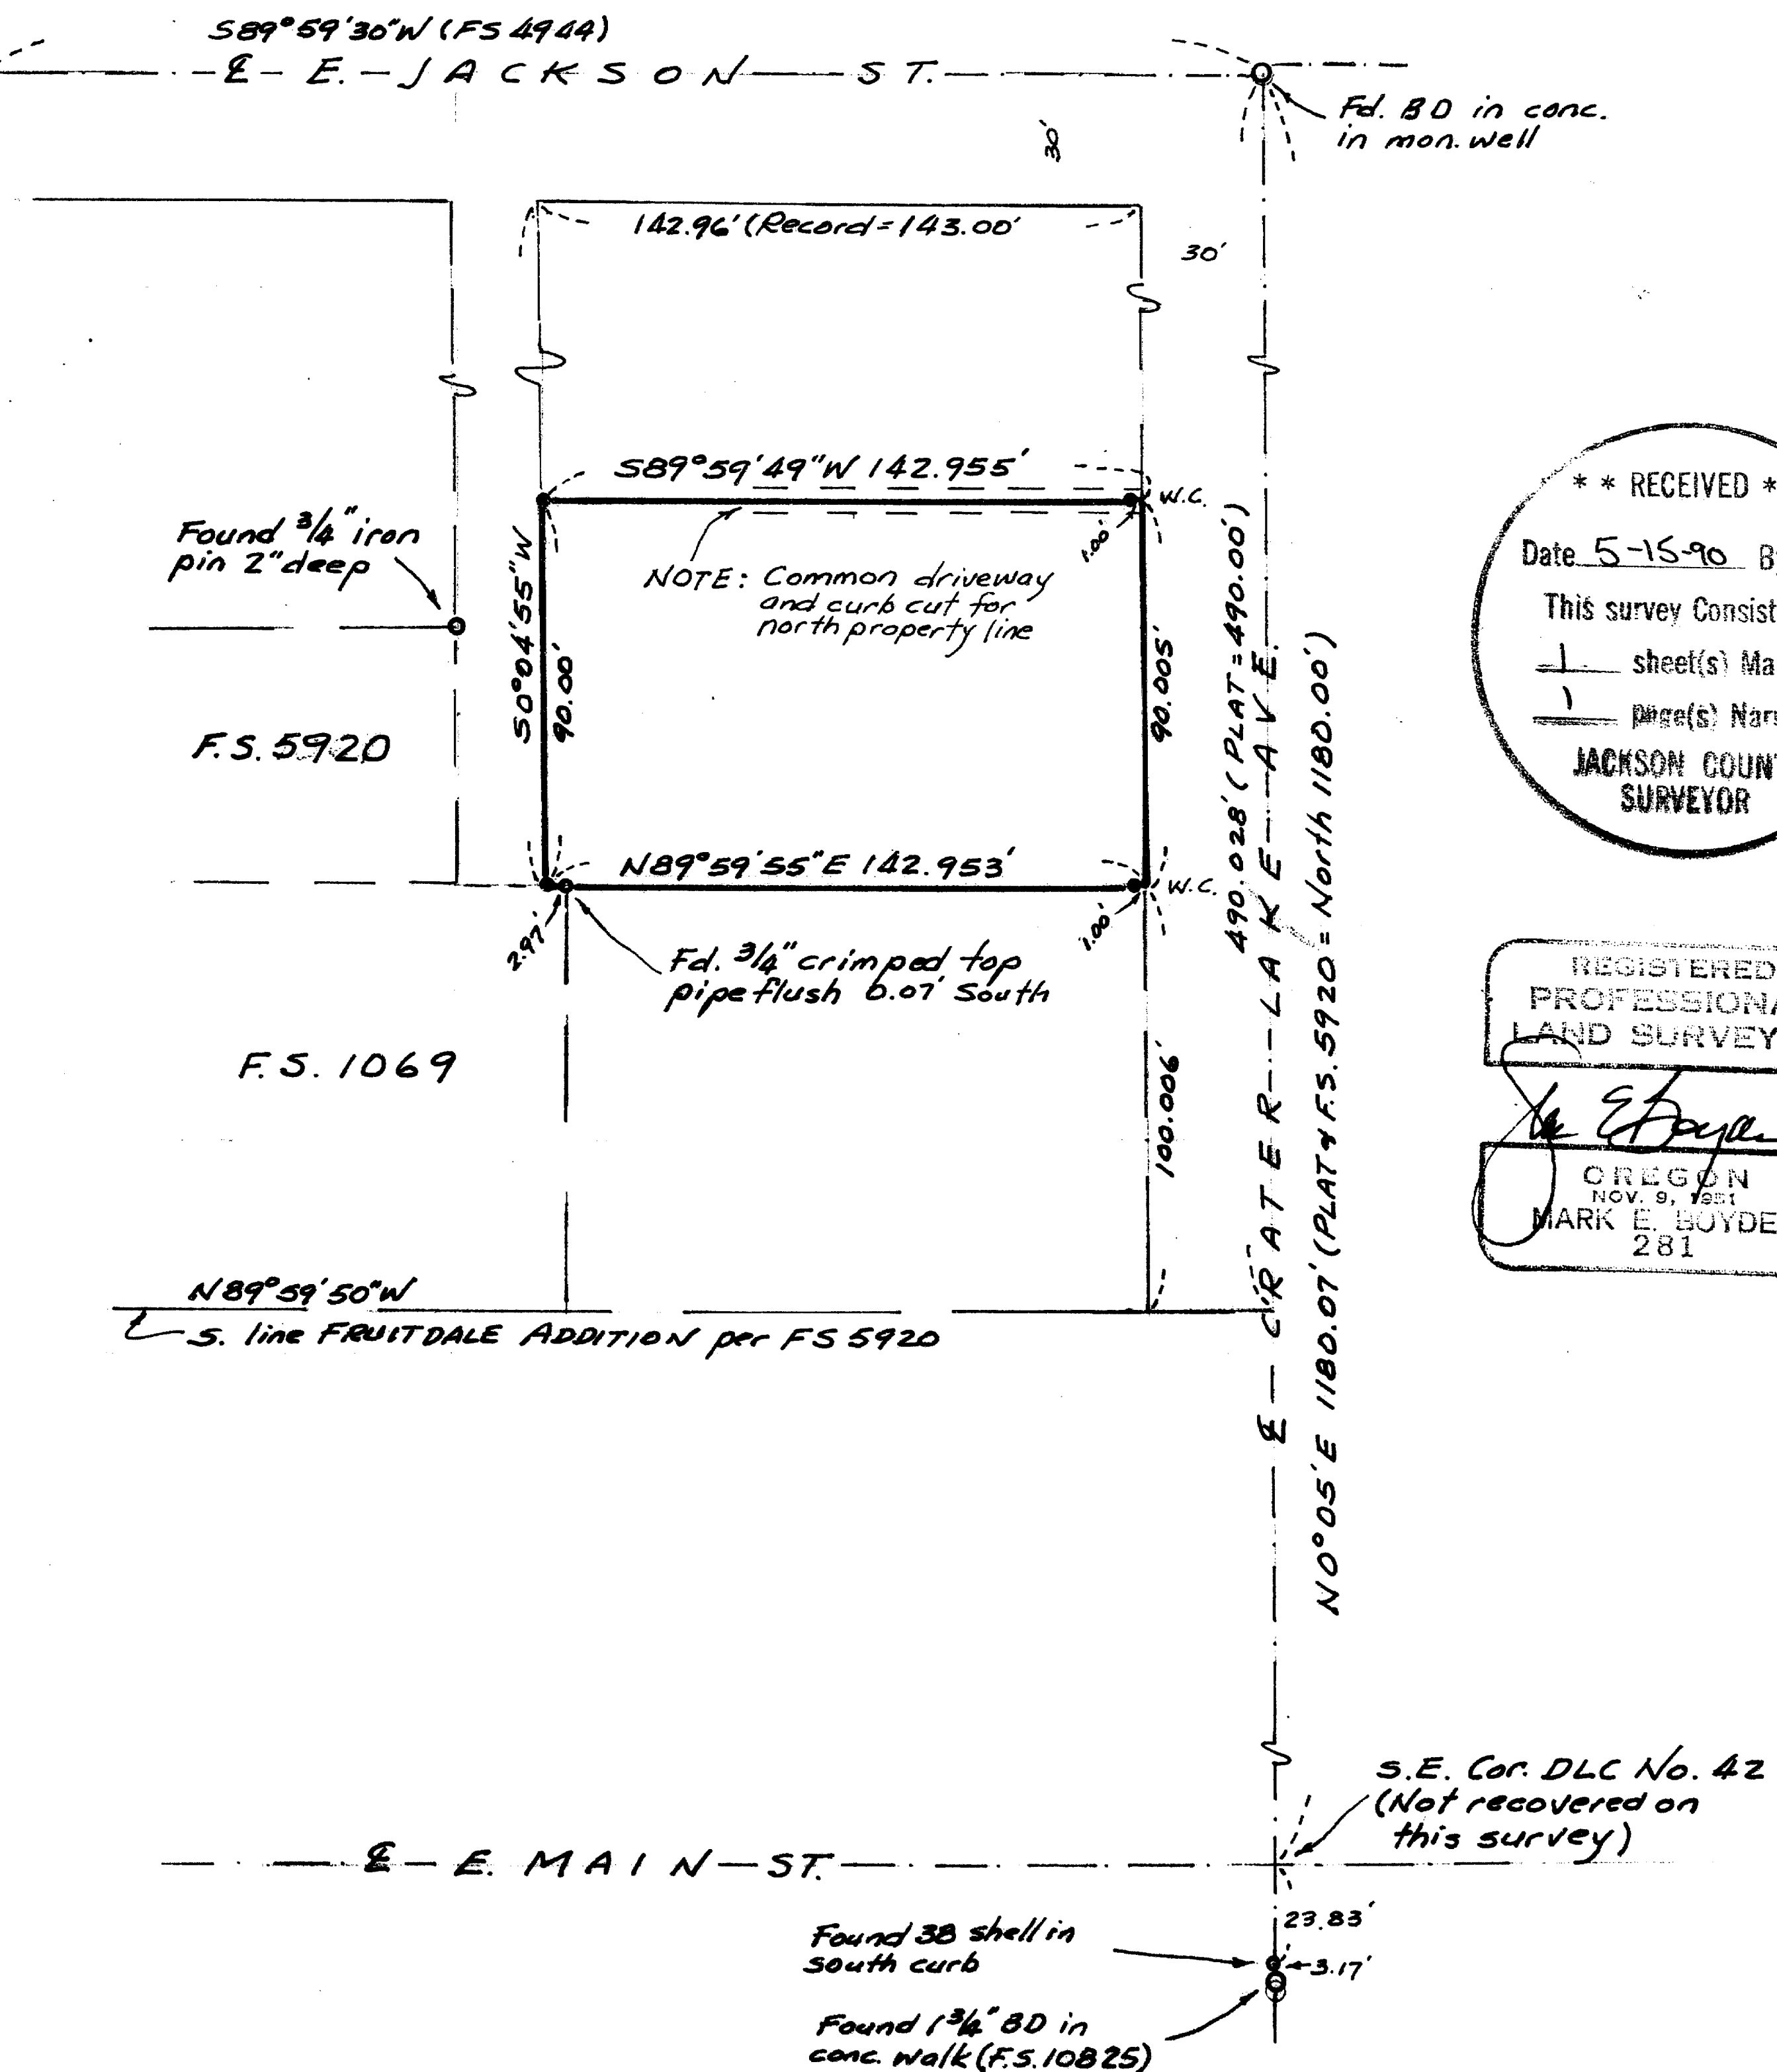 S89°59'30"W (FS 4944)
℄ E. JACKSON ST.
Fd. BD in conc.
in mon. well
30'
142.96' (Record = 143.00'
30'
S89°59'49"W 142.955'
W.C.
1.00'
Found 3/4" iron
pin 2" deep
NOTE: Common driveway
and curb cut for
north property line
S0°04'55"W
90.00'
90.005'
F.S. 5920
N89°59'55"E 142.953'
W.C.
1.00'
2.97'
Fd. 3/4" crimped top
pipe flush 0.07' South
F.S. 1069
100.006'
490.028' (PLAT = 490.00')
℄ CRATER LAKE AVE.
N0°05'E 1180.07' (PLAT & F.S. 5920 = North 1180.00')
N89°59'50"W
S. line FRUITDALE ADDITION per FS 5920
* * RECEIVED *
Date 5-15-90 B
This survey Consist
1 sheet(s) Ma
1 page(s) Nar
JACKSON COUN
SURVEYOR
REGISTERED
PROFESSIONA
LAND SURVEY
OREGON
NOV. 9, 1951
MARK E. BOYDE
281
S.E. Cor. DLC No. 42
(Not recovered on
this survey)
℄ E. MAIN ST.
23.83'
Found 38 shell in
south curb
3.17'
Found 1 3/4" BD in
conc. walk (F.S. 10825)